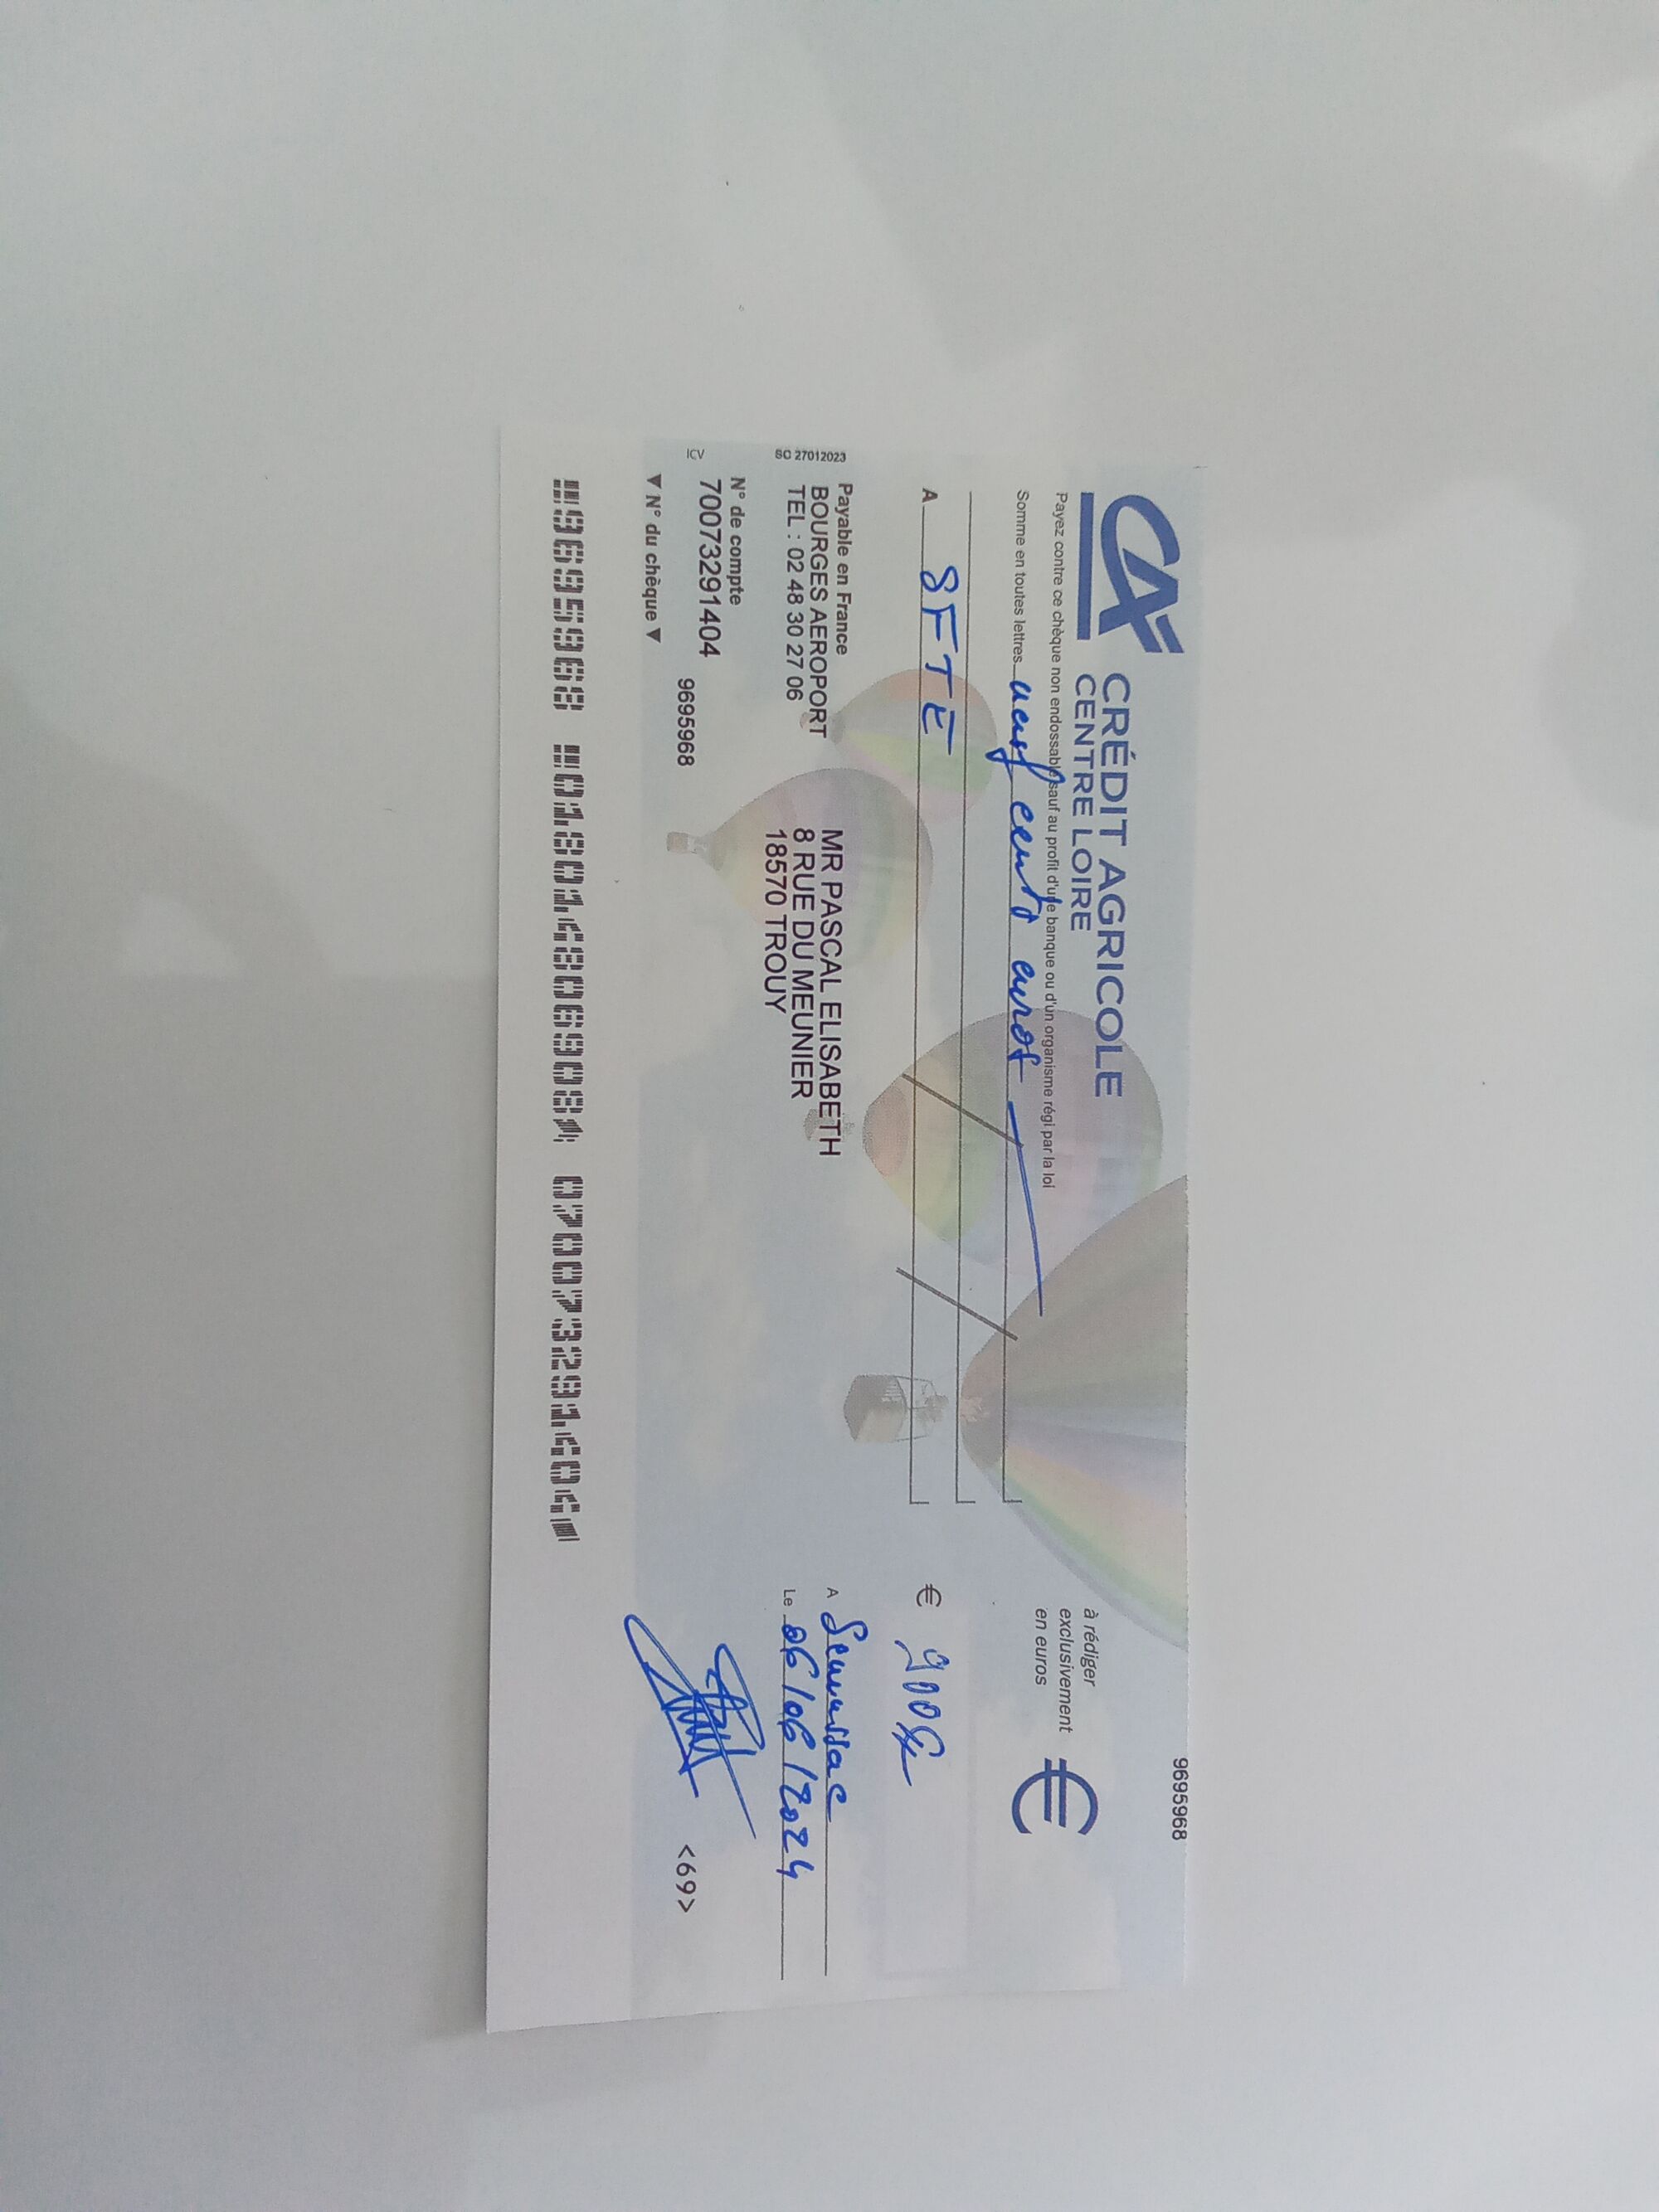 9695968
CRÉDIT AGRICOLE
CENTRE LOIRE
à rédiger
exclusivement
en euros
€
Payez contre ce chèque non endossable sauf au profit d'une banque ou d'un organisme régi par la loi
Somme en toutes lettres neuf cents euros
A SFTE
€ 900€
Payable en France
BOURGES AEROPORT
TEL : 02 48 30 27 06
SC 27012023
MR PASCAL ELISABETH
8 RUE DU MEUNIER
18570 TROUY
A
Le 06/06/2024
N° de compte
70073291404
ICV
9695968
<69>
▼ N° du chèque ▼
9695968 018014806908 070073291404